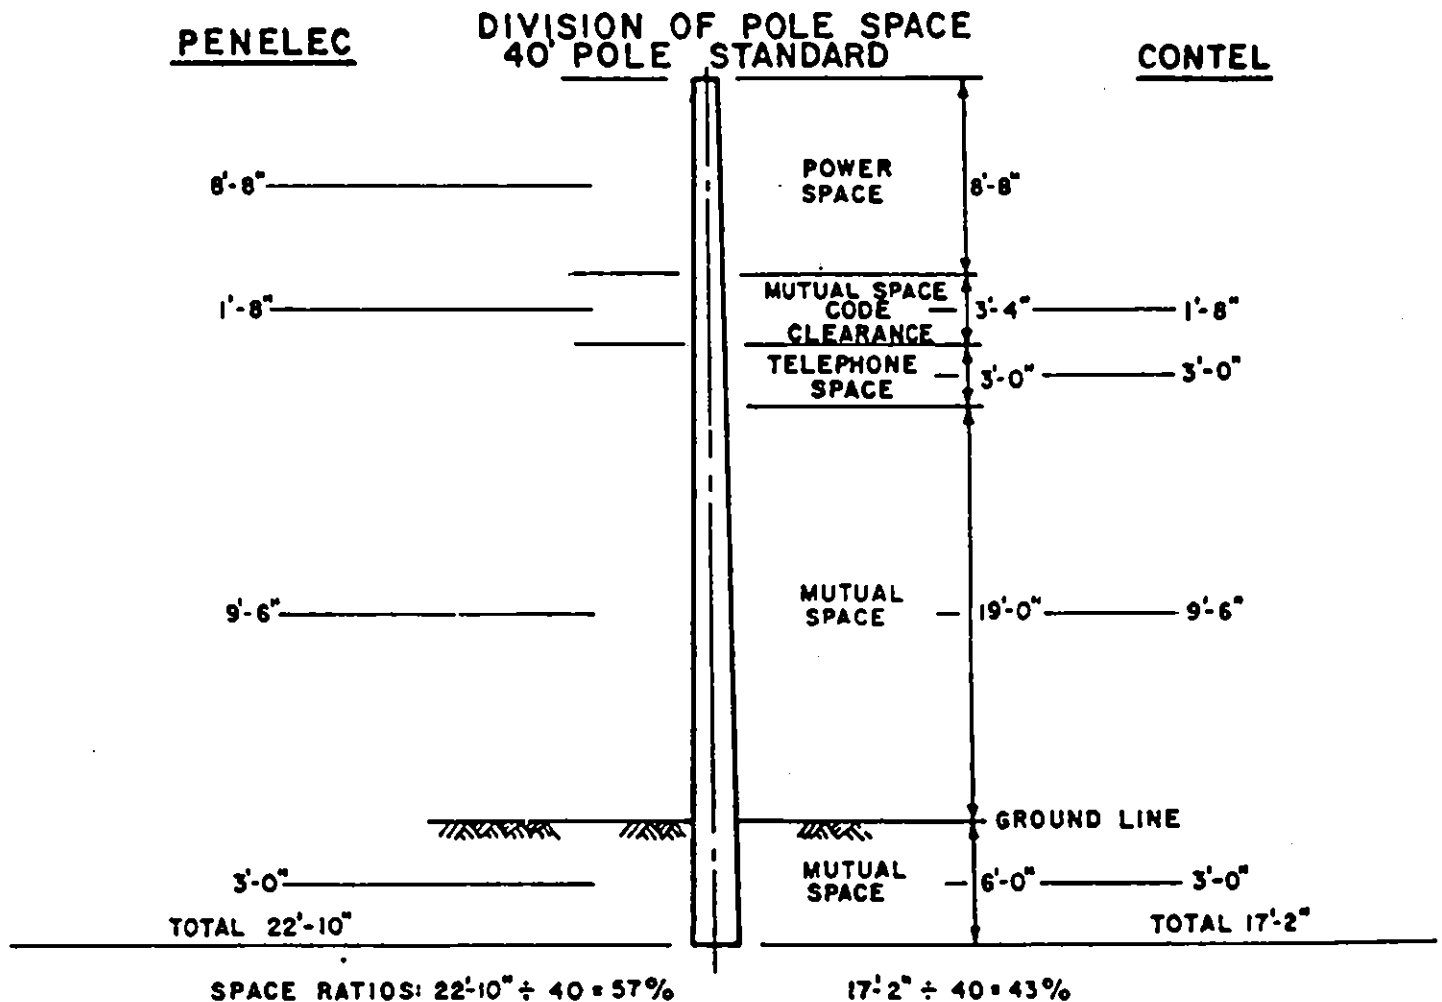 DIVISION OF POLE SPACE
40' POLE STANDARD
PENELEC
CONTEL
8'-8"
POWER
SPACE
8'-8"
1'-8"
MUTUAL SPACE
CODE
CLEARANCE
3'-4"
1'-8"
TELEPHONE
SPACE
3'-0"
3'-0"
9'-6"
MUTUAL
SPACE
19'-0"
9'-6"
GROUND LINE
3'-0"
MUTUAL
SPACE
6'-0"
3'-0"
TOTAL 22'-10"
TOTAL 17'-2"
SPACE RATIOS: 22'-10" ÷ 40 = 57%
17'-2" ÷ 40 = 43%